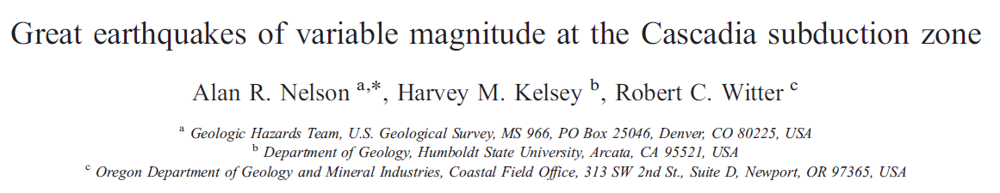 Great earthquakes of variable magnitude at the Cascadia subduction zone
Alan R. Nelson a,*, Harvey M. Kelsey b, Robert C. Witter c
a Geologic Hazards Team, U.S. Geological Survey, MS 966, PO Box 25046, Denver, CO 80225, USA
b Department of Geology, Humboldt State University, Arcata, CA 95521, USA
c Oregon Department of Geology and Mineral Industries, Coastal Field Office, 313 SW 2nd St., Suite D, Newport, OR 97365, USA